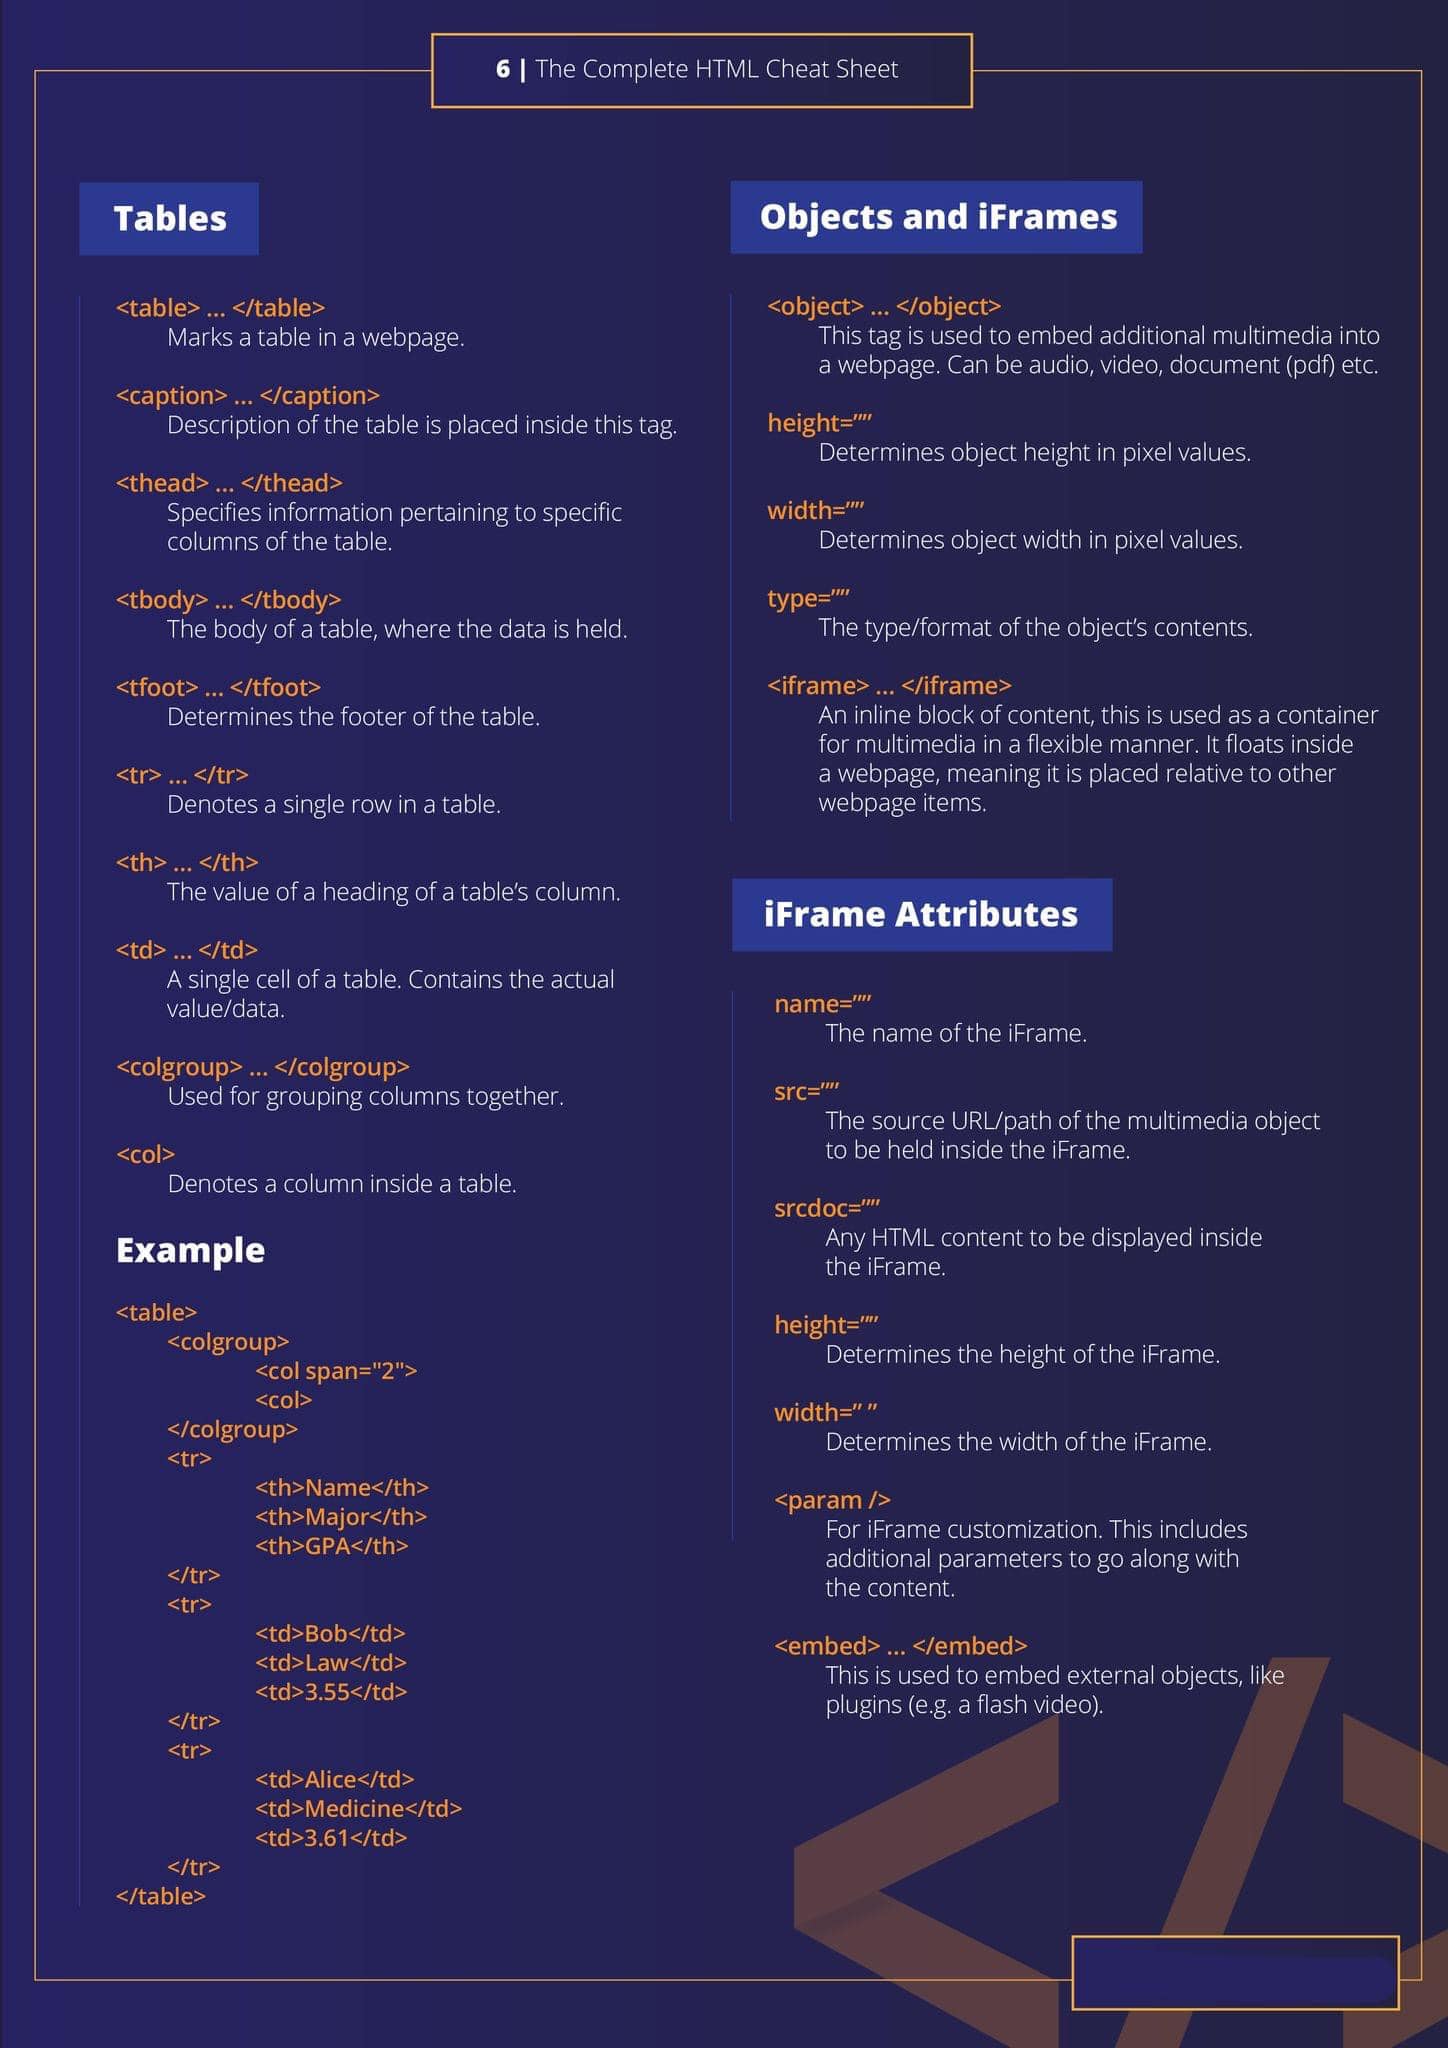 6 | The Complete HTML Cheat Sheet
Tables
<table> ... </table>
Marks a table in a webpage.
<caption> ... </caption>
Description of the table is placed inside this tag.
<thead> ... </thead>
Specifies information pertaining to specific
columns of the table.
<tbody> ... </tbody>
The body of a table, where the data is held.
<tfoot> ... </tfoot>
Determines the footer of the table.
<tr> ... </tr>
Denotes a single row in a table.
<th> ... </th>
The value of a heading of a table’s column.
<td> ... </td>
A single cell of a table. Contains the actual
value/data.
<colgroup> ... </colgroup>
Used for grouping columns together.
<col>
Denotes a column inside a table.
Example
<table>
<colgroup>
<col span="2">
<col>
</colgroup>
<tr>
<th>Name</th>
<th>Major</th>
<th>GPA</th>
</tr>
<tr>
<td>Bob</td>
<td>Law</td>
<td>3.55</td>
</tr>
<tr>
<td>Alice</td>
<td>Medicine</td>
<td>3.61</td>
</tr>
</table>
Objects and iFrames
<object> ... </object>
This tag is used to embed additional multimedia into
a webpage. Can be audio, video, document (pdf) etc.
height=””
Determines object height in pixel values.
width=””
Determines object width in pixel values.
type=””
The type/format of the object’s contents.
<iframe> ... </iframe>
An inline block of content, this is used as a container
for multimedia in a flexible manner. It floats inside
a webpage, meaning it is placed relative to other
webpage items.
iFrame Attributes
name=””
The name of the iFrame.
src=””
The source URL/path of the multimedia object
to be held inside the iFrame.
srcdoc=””
Any HTML content to be displayed inside
the iFrame.
height=””
Determines the height of the iFrame.
width=” ”
Determines the width of the iFrame.
<param />
For iFrame customization. This includes
additional parameters to go along with
the content.
<embed> ... </embed>
This is used to embed external objects, like
plugins (e.g. a flash video).